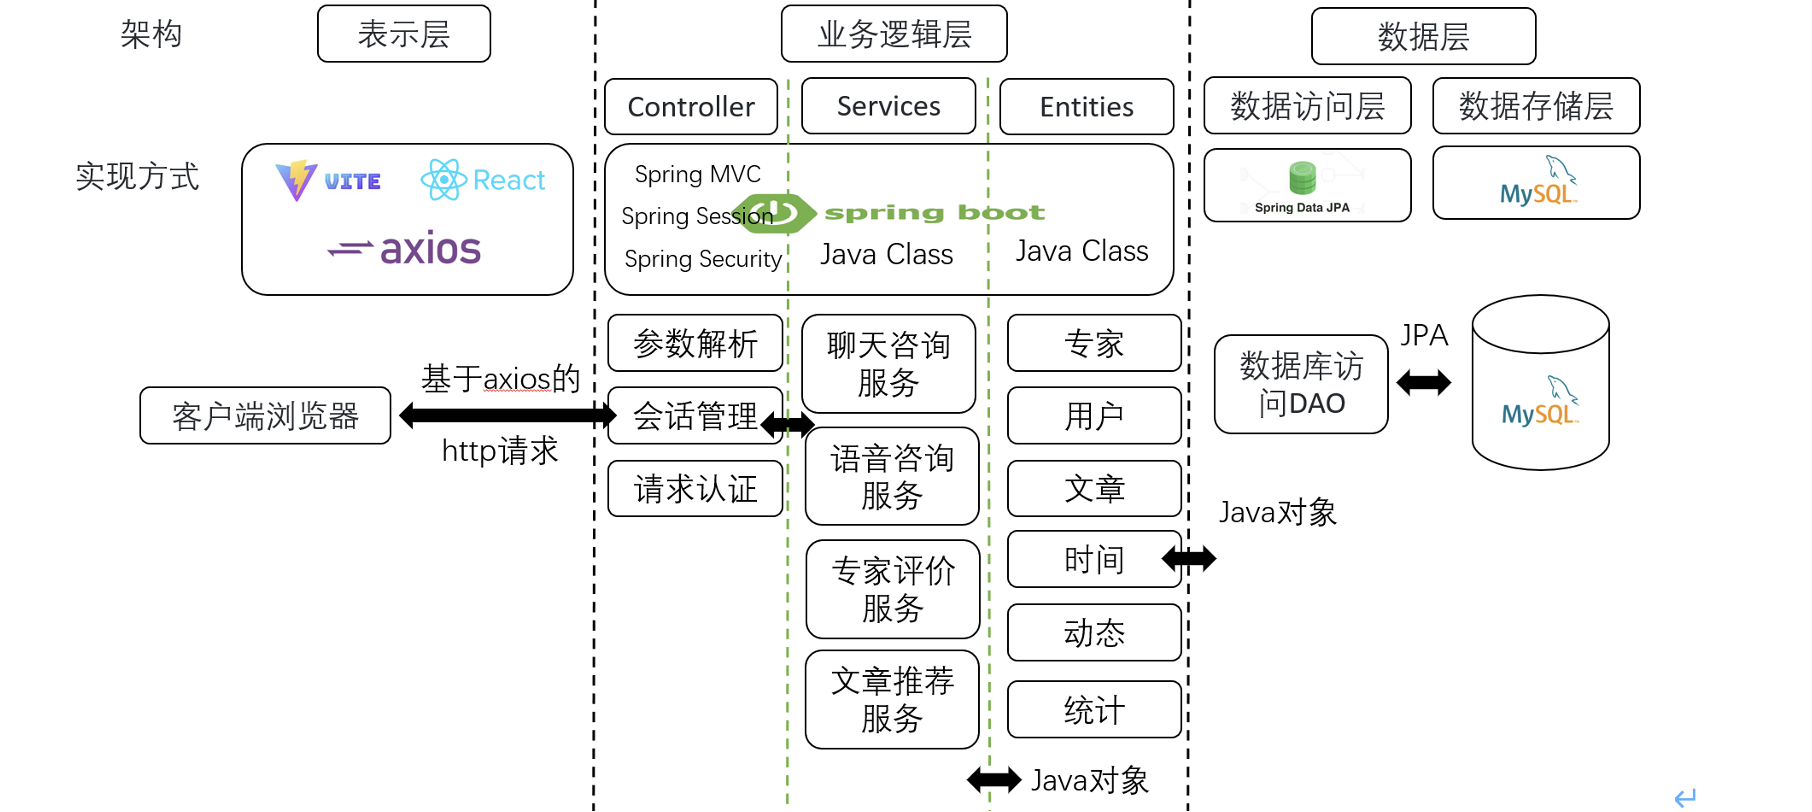 架构
表示层
业务逻辑层
数据层
Controller
Services
Entities
数据访问层
数据存储层
实现方式
VITE
React
axios
Spring MVC
Spring Session
Spring Security
spring boot
Java Class
Java Class
Spring Data JPA
MySQL
客户端浏览器
基于axios的
http请求
参数解析
会话管理
请求认证
聊天咨询
服务
语音咨询
服务
专家评价
服务
文章推荐
服务
专家
用户
文章
时间
动态
统计
Java对象
Java对象
数据库访
问DAO
JPA
MySQL